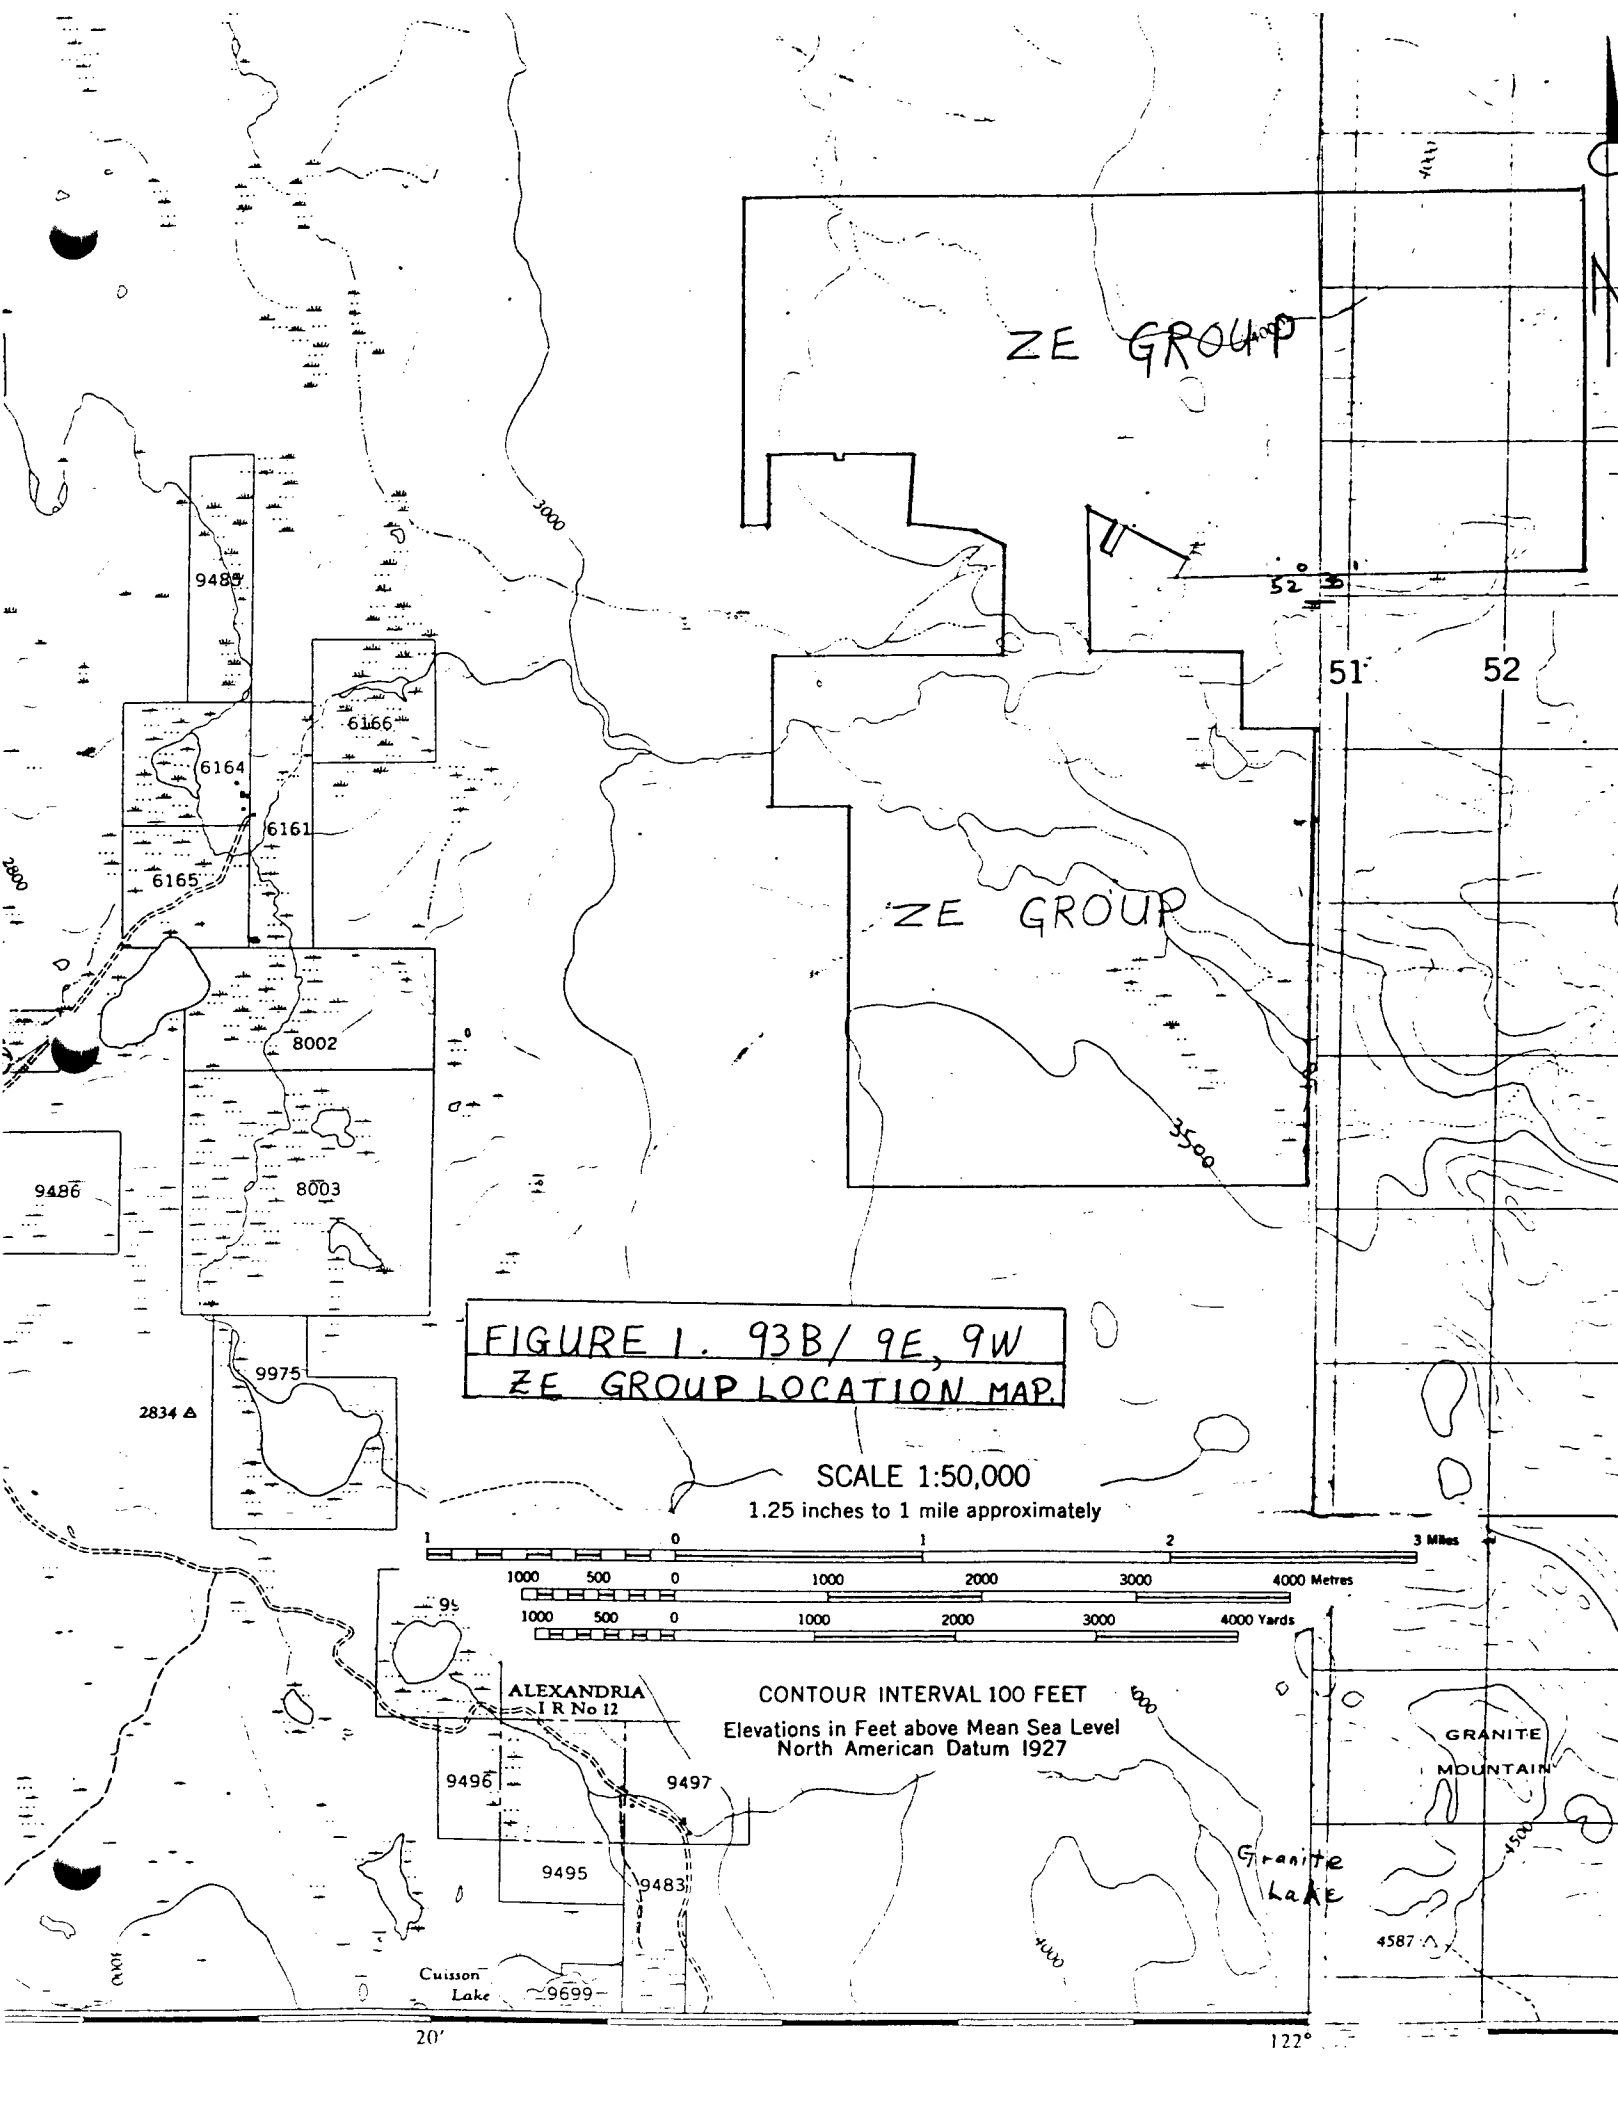 4000
ZE GROUP
4000
N
3000
9485
52°
51
52
6166
6164
6161
2800
6165
ZE GROUP
8002
3500
9486
8003
FIGURE 1. 93B/ 9E, 9W
ZE GROUP LOCATION MAP.
9975
2834
SCALE 1:50,000
1.25 inches to 1 mile approximately
1 0 1 2 3 Miles
1000 500 0 1000 2000 3000 4000 Metres
1000 500 0 1000 2000 3000 4000 Yards
ALEXANDRIA
I R No 12
CONTOUR INTERVAL 100 FEET
Elevations in Feet above Mean Sea Level
North American Datum 1927
GRANITE
MOUNTAIN
9496
9497
4500
Granite
Lake
9495
9483
4587
4000
Cuisson
Lake
9699
20'
122°